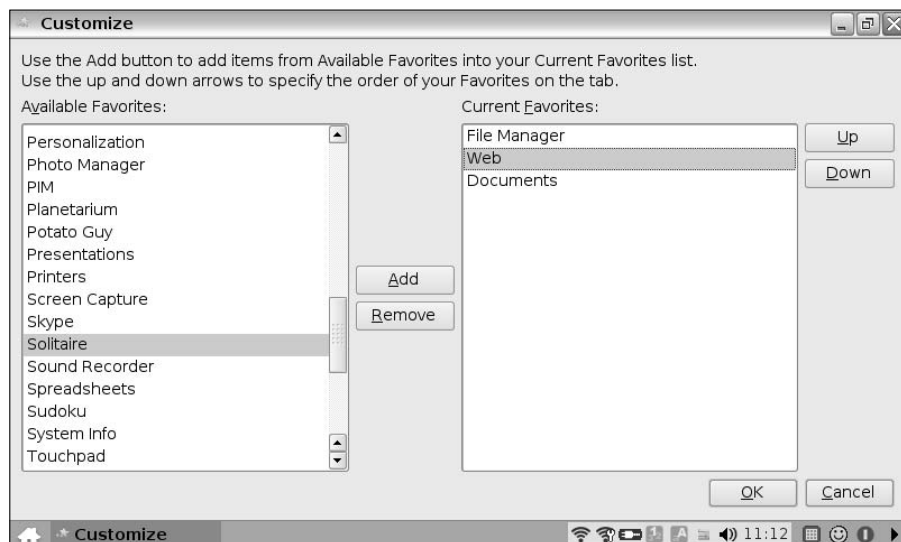 Customize
Use the Add button to add items from Available Favorites into your Current Favorites list.
Use the up and down arrows to specify the order of your Favorites on the tab.
Available Favorites:
Personalization
Photo Manager
PIM
Planetarium
Potato Guy
Presentations
Printers
Screen Capture
Skype
Solitaire
Sound Recorder
Spreadsheets
Sudoku
System Info
Touchpad
Add
Remove
Current Favorites:
File Manager
Web
Documents
Up
Down
OK
Cancel
Customize
1
A
11:12